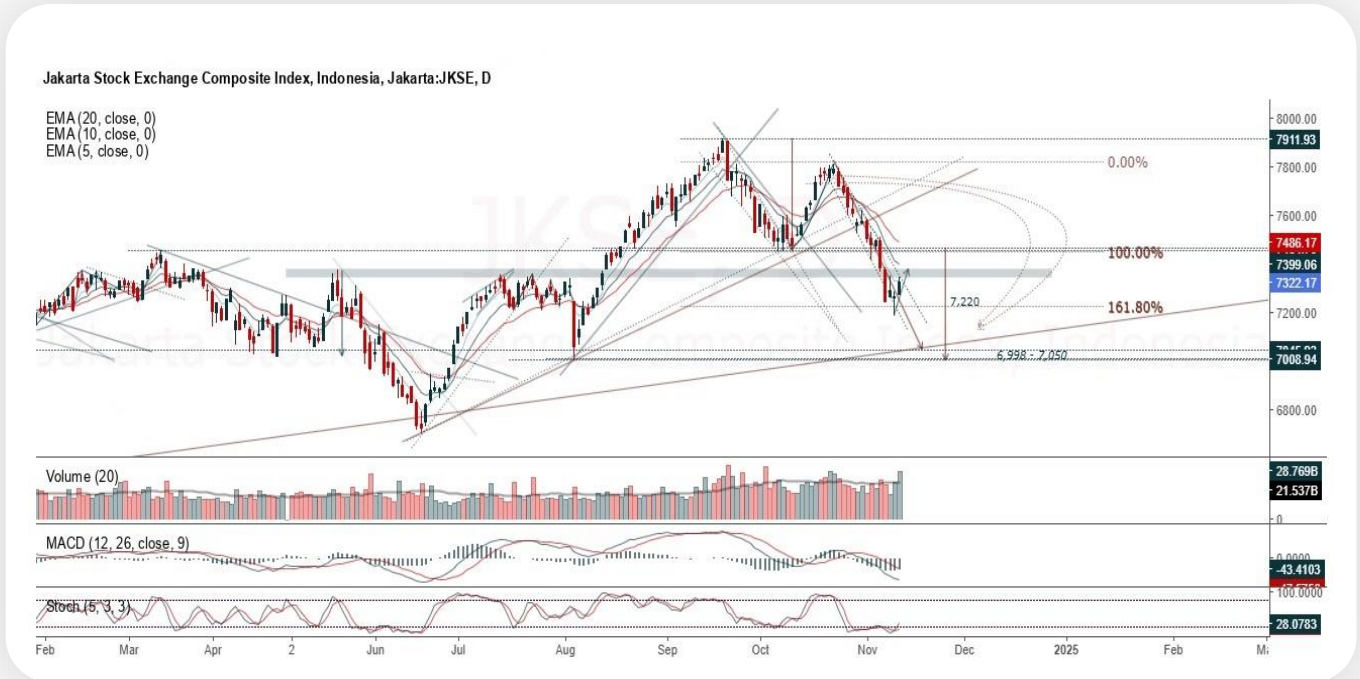 Jakarta Stock Exchange Composite Index, Indonesia, Jakarta:JKSE, D
EMA (20, close, 0)
EMA (10, close, 0)
EMA (5, close, 0)
JKSE
8000.00
7911.93
0.00%
7800.00
7600.00
7486.17
100.00%
7399.06
7322.17
7,220
161.80%
7200.00
6,998 - 7,050
7008.94
6800.00
Volume (20)
28.769B
21.537B
0
MACD (12, 26, close, 9)
0.0000
-43.4103
Stoch (5, 3, 3)
100.0000
28.0783
Feb Mar Apr 2 Jun Jul Aug Sep Oct Nov Dec 2025 Feb